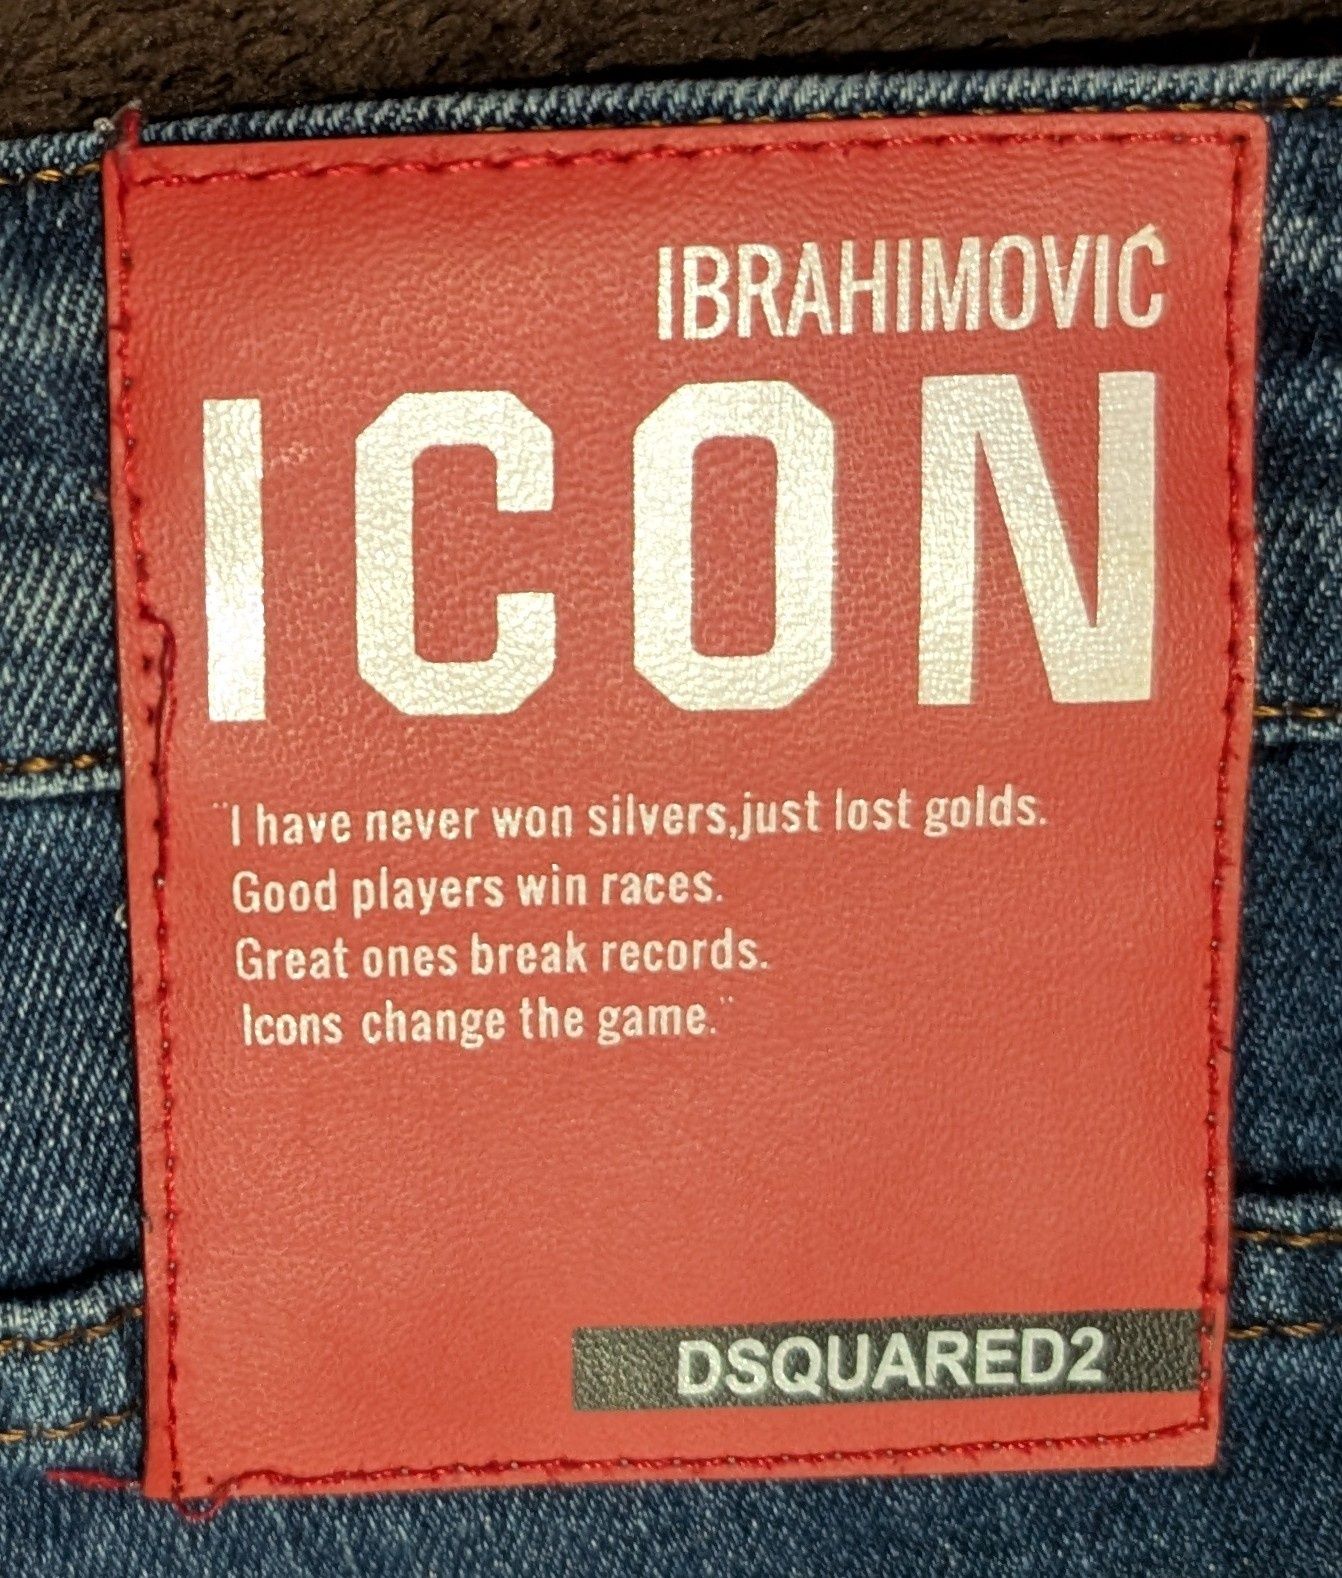 IBRAHIMOVIĆ
ICON
¨I have never won silvers,just lost golds.
Good players win races.
Great ones break records.
Icons change the game.¨
DSQUARED2